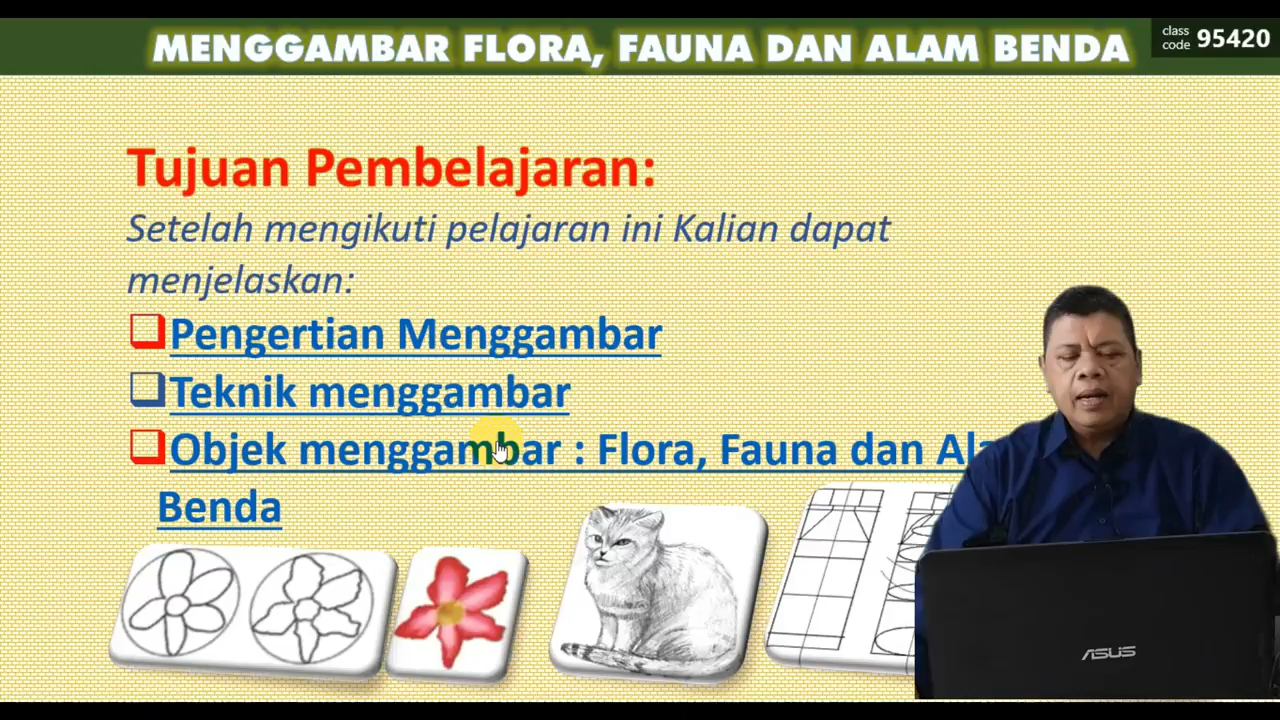 MENGGAMBAR FLORA, FAUNA DAN ALAM BENDA
class
code 95420
Tujuan Pembelajaran:
Setelah mengikuti pelajaran ini Kalian dapat
menjelaskan:
Pengertian Menggambar
Teknik menggambar
Objek menggambar : Flora, Fauna dan
Benda
ASUS